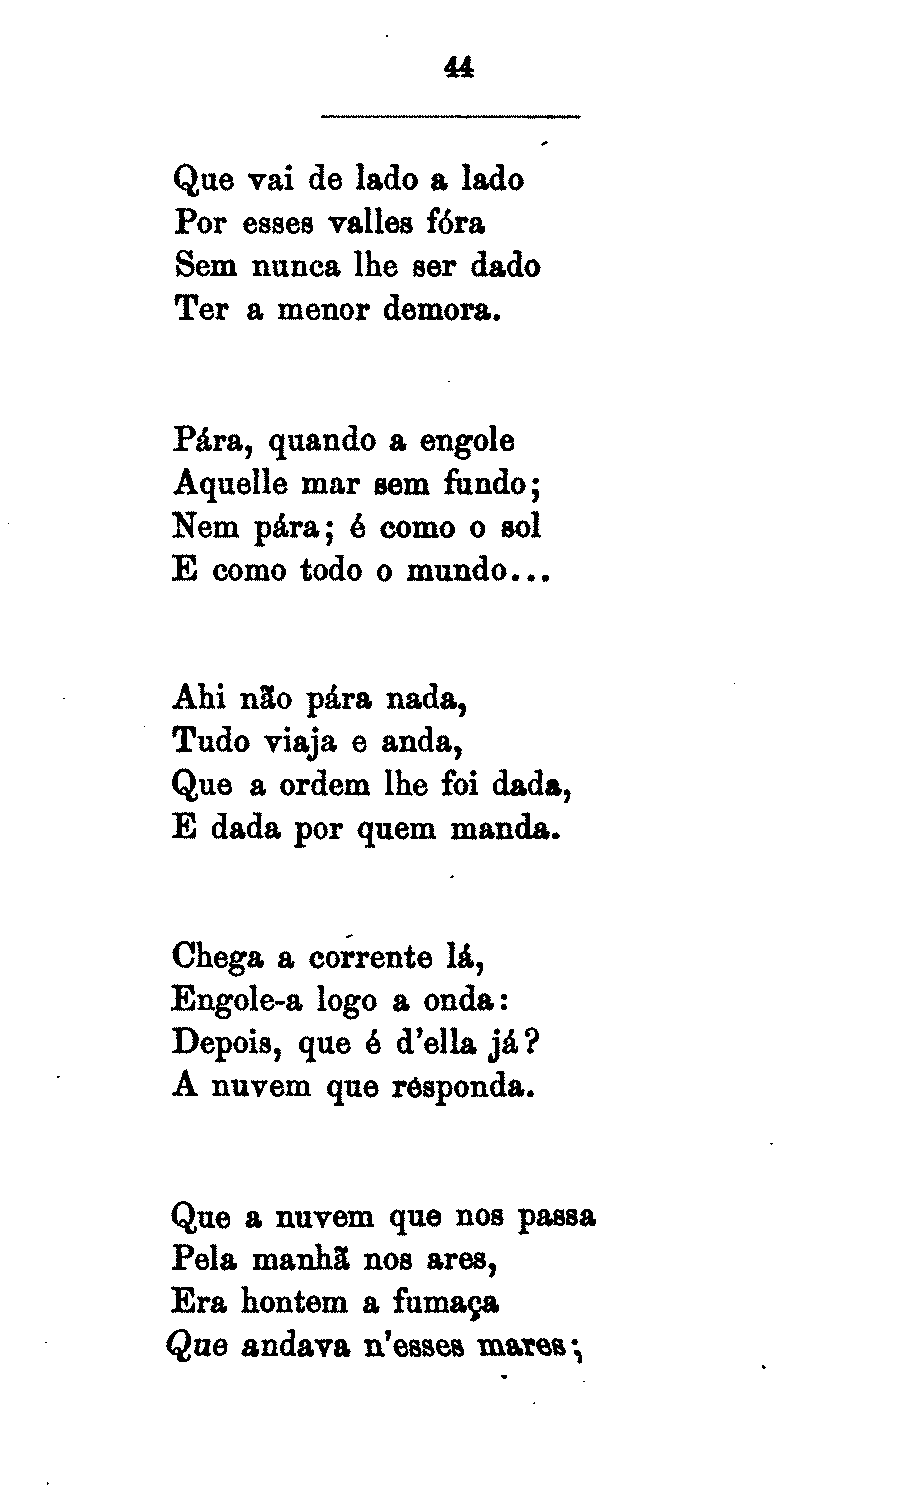 44
Que vai de lado a lado
Por esses valles fóra
Sem nunca lhe ser dado
Ter a menor demora.
Pára, quando a engole
Aquelle mar sem fundo;
Nem pára; é como o sol
E como todo o mundo...
Ahi não pára nada,
Tudo viaja e anda,
Que a ordem lhe foi dada,
E dada por quem manda.
Chega a corrente lá,
Engole-a logo a onda:
Depois, que é d'ella já?
A nuvem que responda.
Que a nuvem que nos passa
Pela manhã nos ares,
Era hontem a fumaça
Que andava n'esses mares;